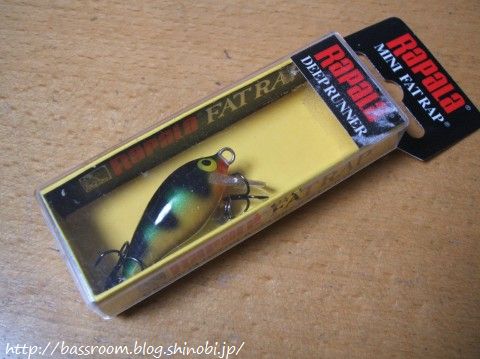 Rapala
MINI FAT RAP®
Rapala
DEEP RUNNER
Rapala FAT RAP
Rapala FAT RAP
http://bassroom.blog.shinobi.jp/